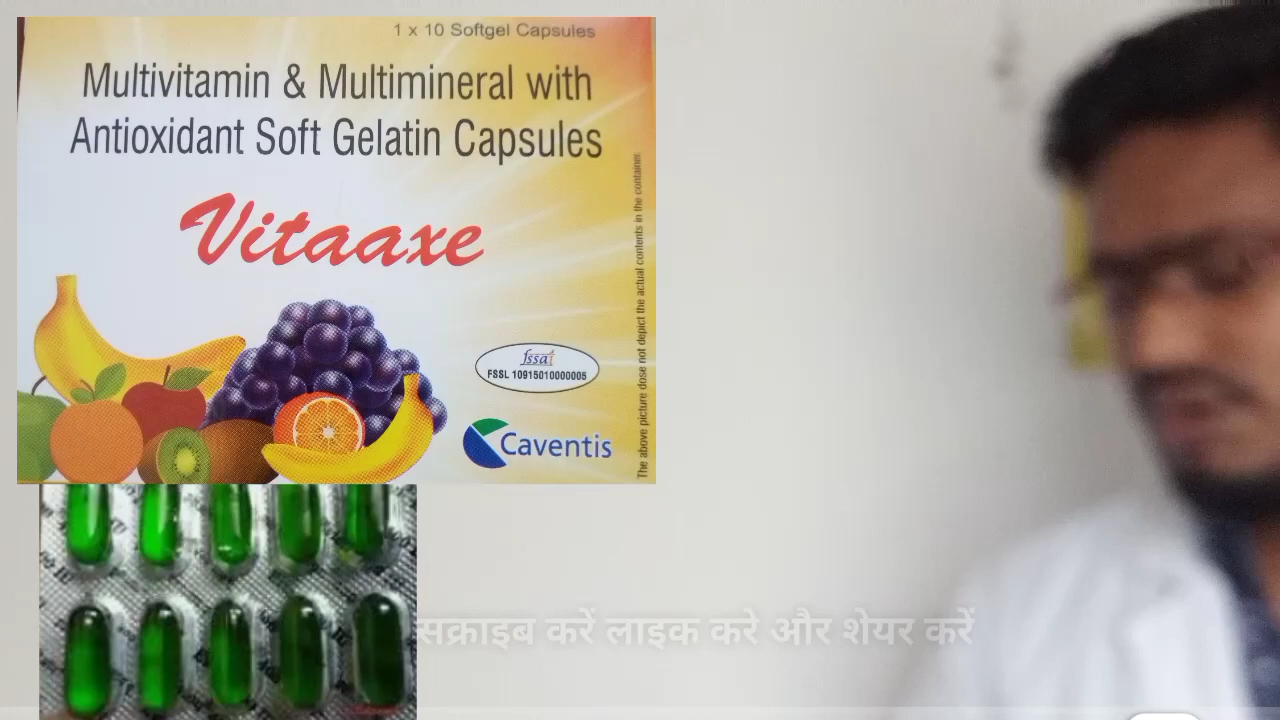 1 x 10 Softgel Capsules
Multivitamin & Multimineral with
Antioxidant Soft Gelatin Capsules
Vitaaxe
fssai
FSSL 10915010000005
Caventis
The above picture dose not depict the actual contents in the container.
सक्राइब करें लाइक करे और शेयर करें